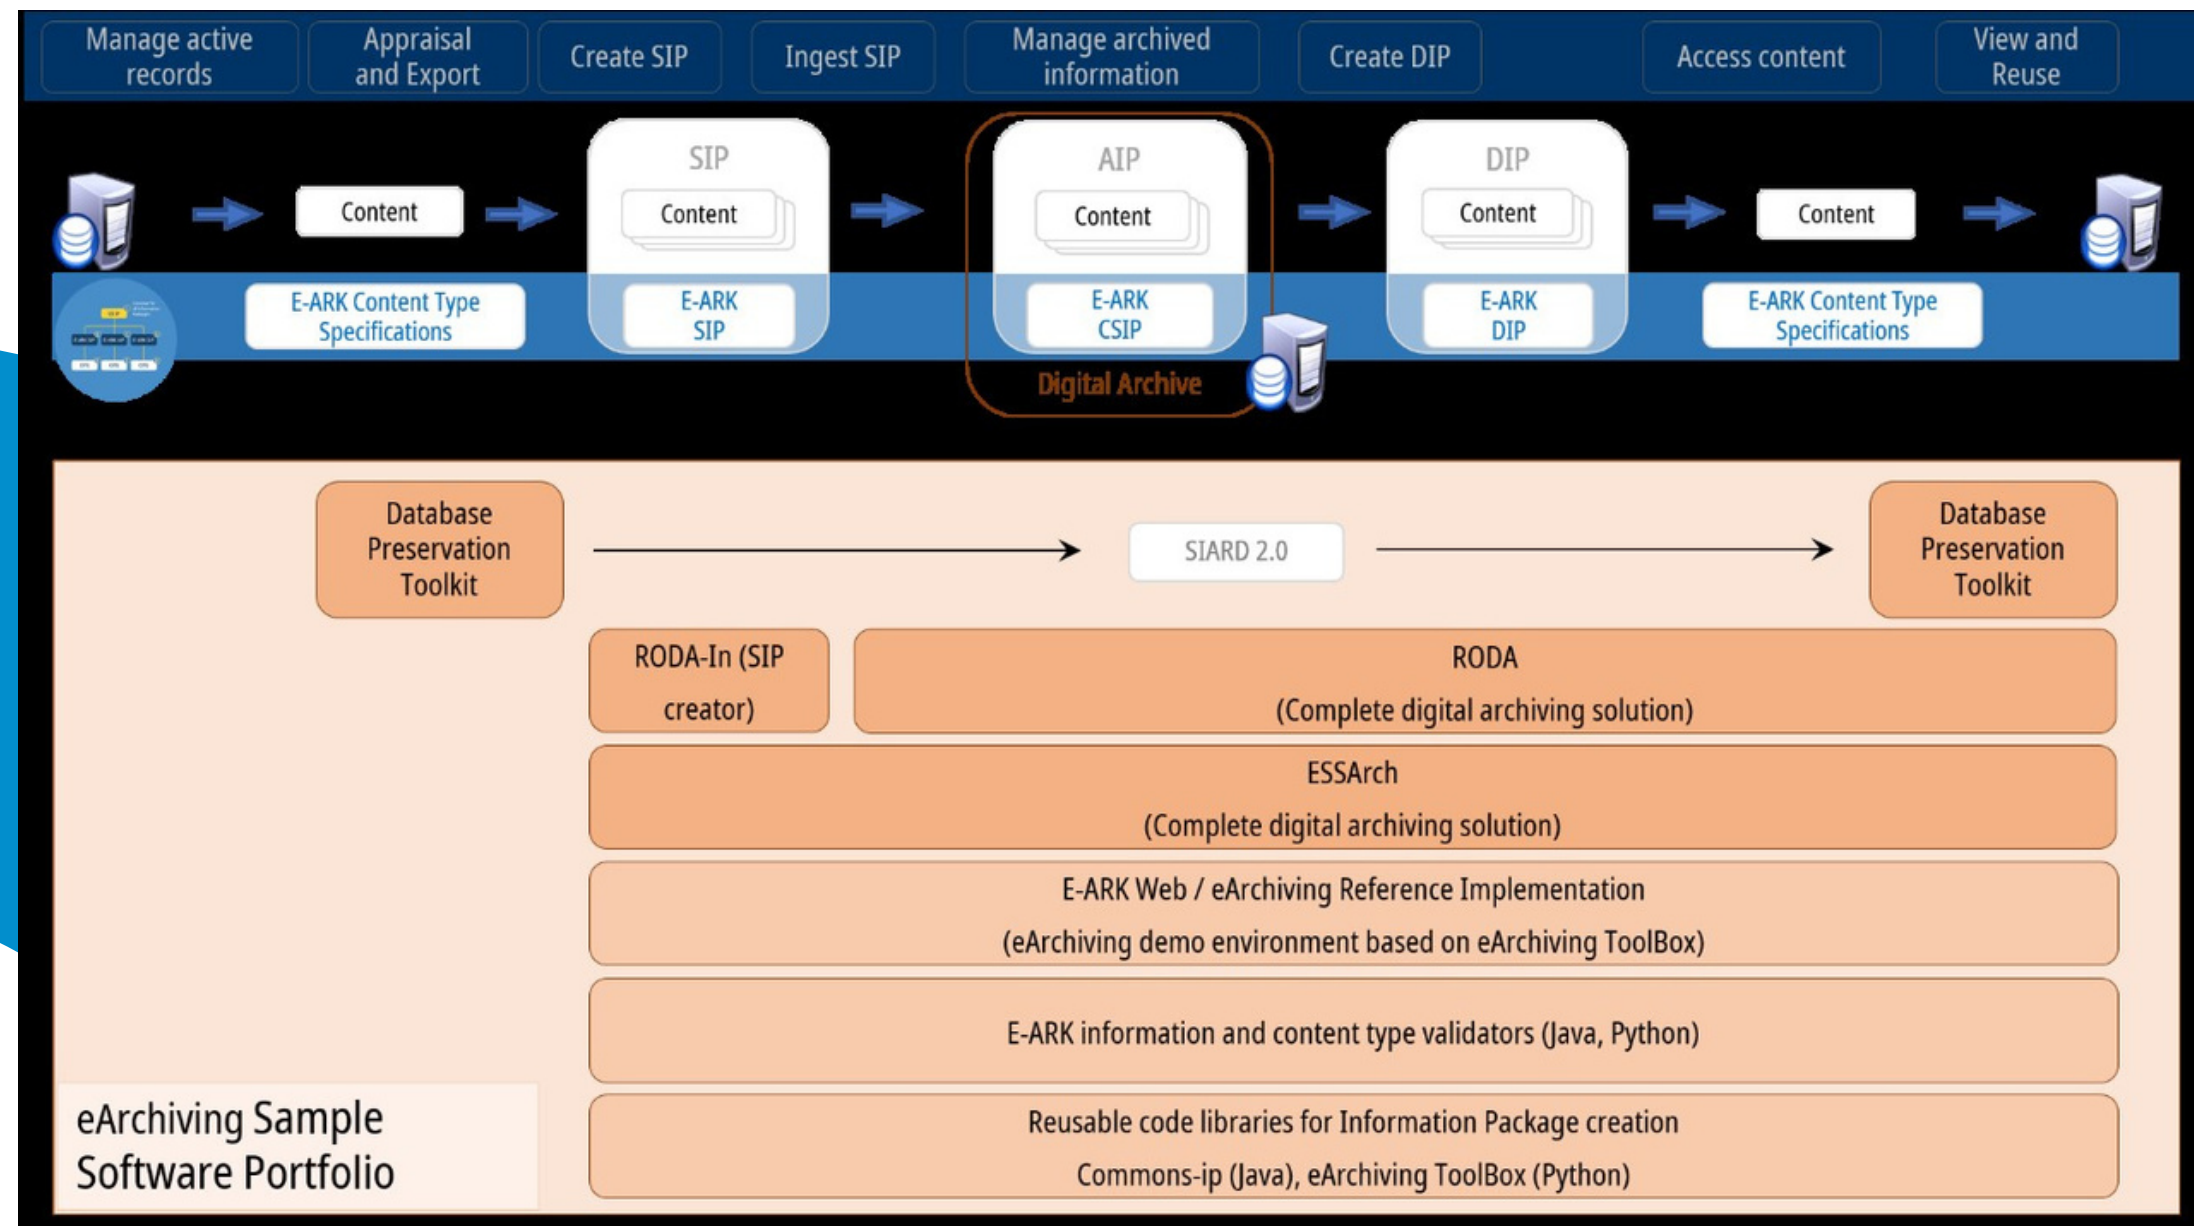 Manage active
records
Appraisal
and Export
Create SIP
Ingest SIP
Manage archived
information
Create DIP
Access content
View and
Reuse
Content
SIP
Content
AIP
Content
DIP
Content
Content
E-ARK Content Type
Specifications
E-ARK
SIP
E-ARK
CSIP
E-ARK
DIP
E-ARK Content Type
Specifications
Digital Archive
Database
Preservation
Toolkit
SIARD 2.0
Database
Preservation
Toolkit
RODA-In (SIP
creator)
RODA
(Complete digital archiving solution)
ESSArch
(Complete digital archiving solution)
E-ARK Web / eArchiving Reference Implementation
(eArchiving demo environment based on eArchiving ToolBox)
E-ARK information and content type validators (Java, Python)
Reusable code libraries for Information Package creation
Commons-ip (Java), eArchiving ToolBox (Python)
eArchiving Sample
Software Portfolio